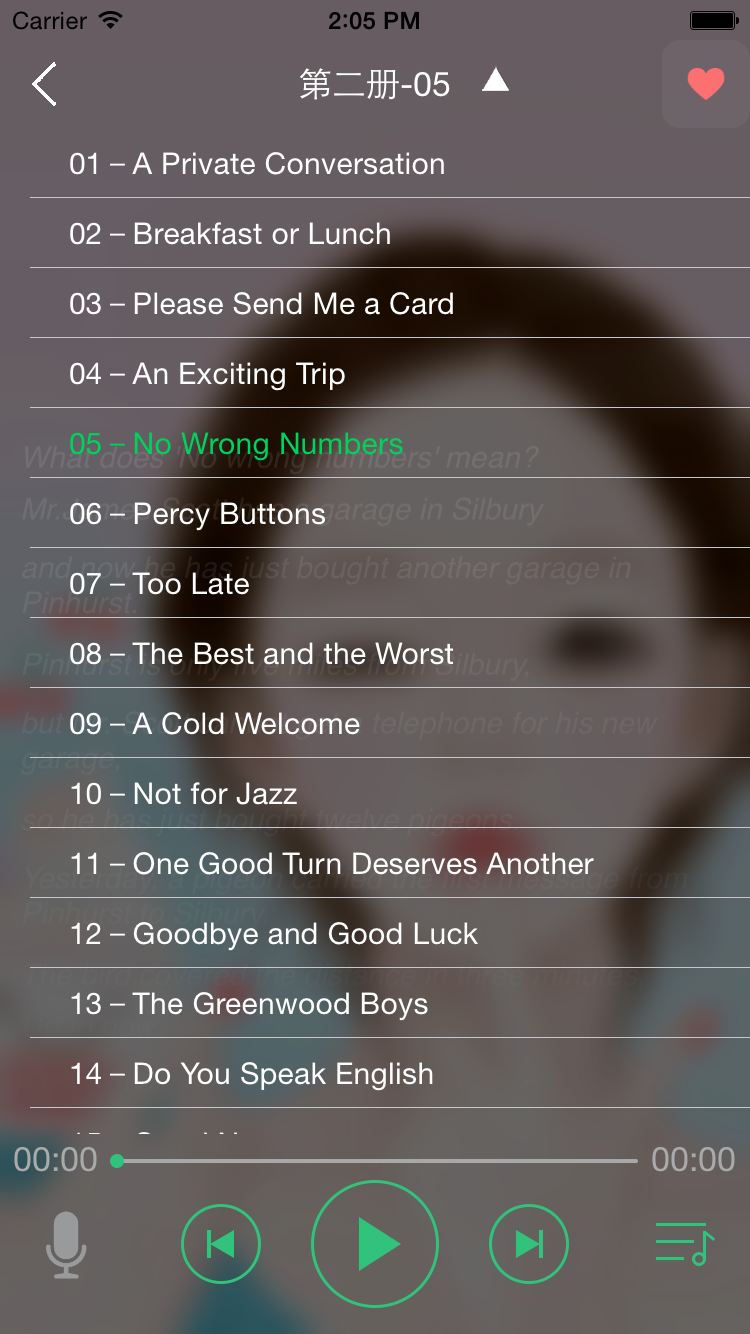 Carrier 2:05 PM
第二册-05
01 – A Private Conversation
02 – Breakfast or Lunch
03 – Please Send Me a Card
04 – An Exciting Trip
05 – No Wrong Numbers
What does 'No wrong numbers' mean?
06 – Percy Buttons
garage in Silbury
and now he has just bought another garage in
07 – Too Late
Pinhurst.
08 – The Best and the Worst
Pinhurst is only five miles from Silbury,
09 – A Cold Welcome
telephone for his new
garage,
10 – Not for Jazz
so he has just bought twelve pigeons.
11 – One Good Turn Deserves Another
Yesterday, a pigeon carried the first message from
Pinhurst to Silbury.
12 – Goodbye and Good Luck
13 – The Greenwood Boys
14 – Do You Speak English
00:00 00:00